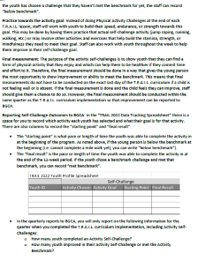 the youth choose a challenge that they haven't met the benchmark for yet, the staff can record
"below benchmark".
Practice towards the activity goal: Instead of doing Physical activity challenges at the end of each
T.R.A.I.L. lesson, staff will work with youth to build their speed, endurance, or strength towards this
goal. This may be done by having them practice that actual self-challenge activity (jump roping, running,
walking, etc.) or may involve other activities and exercises that help build the stamina, strength, or
mindfulness they need to meet their goal. Staff can also work with youth throughout the week to help
them improve in their self-challenge goal.
Final measurement: The purpose of the activity self-challenges is to show youth that they can find a
form of physical activity that they enjoy and which can help them to be healthier if they commit time
and effort to it. Therefore, the final measurement should be done in a way that gives the young person
the most opportunity to show improvement or ability to meet the benchmark. This means that final
measurements do not have to be conducted on the exact last day of the T.R.A.I.L. curriculum if a child is
not feeling well or is absent. If the final measurement is done and the child feels they can improve, staff
should give them a chance to do so. However, the final measurement should be conducted within the
same quarter as the T.R.A.I.L. curriculum implementation so that improvement can be reported to
BGCA.
Reporting Self-Challenge Outcomes to BGCA: In the "TRAIL 2022 Data Tracking Spreadsheet" there is a
space for you to record which activity each youth has selected and what their goal is for that activity.
There are also columns to record the "starting point" and "final result"
The "starting point" is what pace or length of time the youth was able to complete the activity in
at the beginning of the program. As noted above, if the young person is below the benchmark at
the beginning (i.e. cannot complete a mile walk yet), you can write "below benchmark").
The "final result" is the pace or length of time the youth was able to complete the activity in at
the end of the 12-week period. If the youth chose a benchmark challenge and met that
benchmark, you can record "met benchmark".
TRAIL 2022 Youth Profile Spreadsheet
Self-Challenge
Youth ID Activity Chosen Activity Goal Starting Point Final Result
In the quarterly reports to BGCA, you will only report on the following information for the
quarter when you completed the T.R.A.I.L. curriculum implementation, including Activity Self-
Challenges:
How many youth completed an Activity Self-Challenge?
How many youth improved in their activity Self-Challenge or met the Activity
Benchmark?